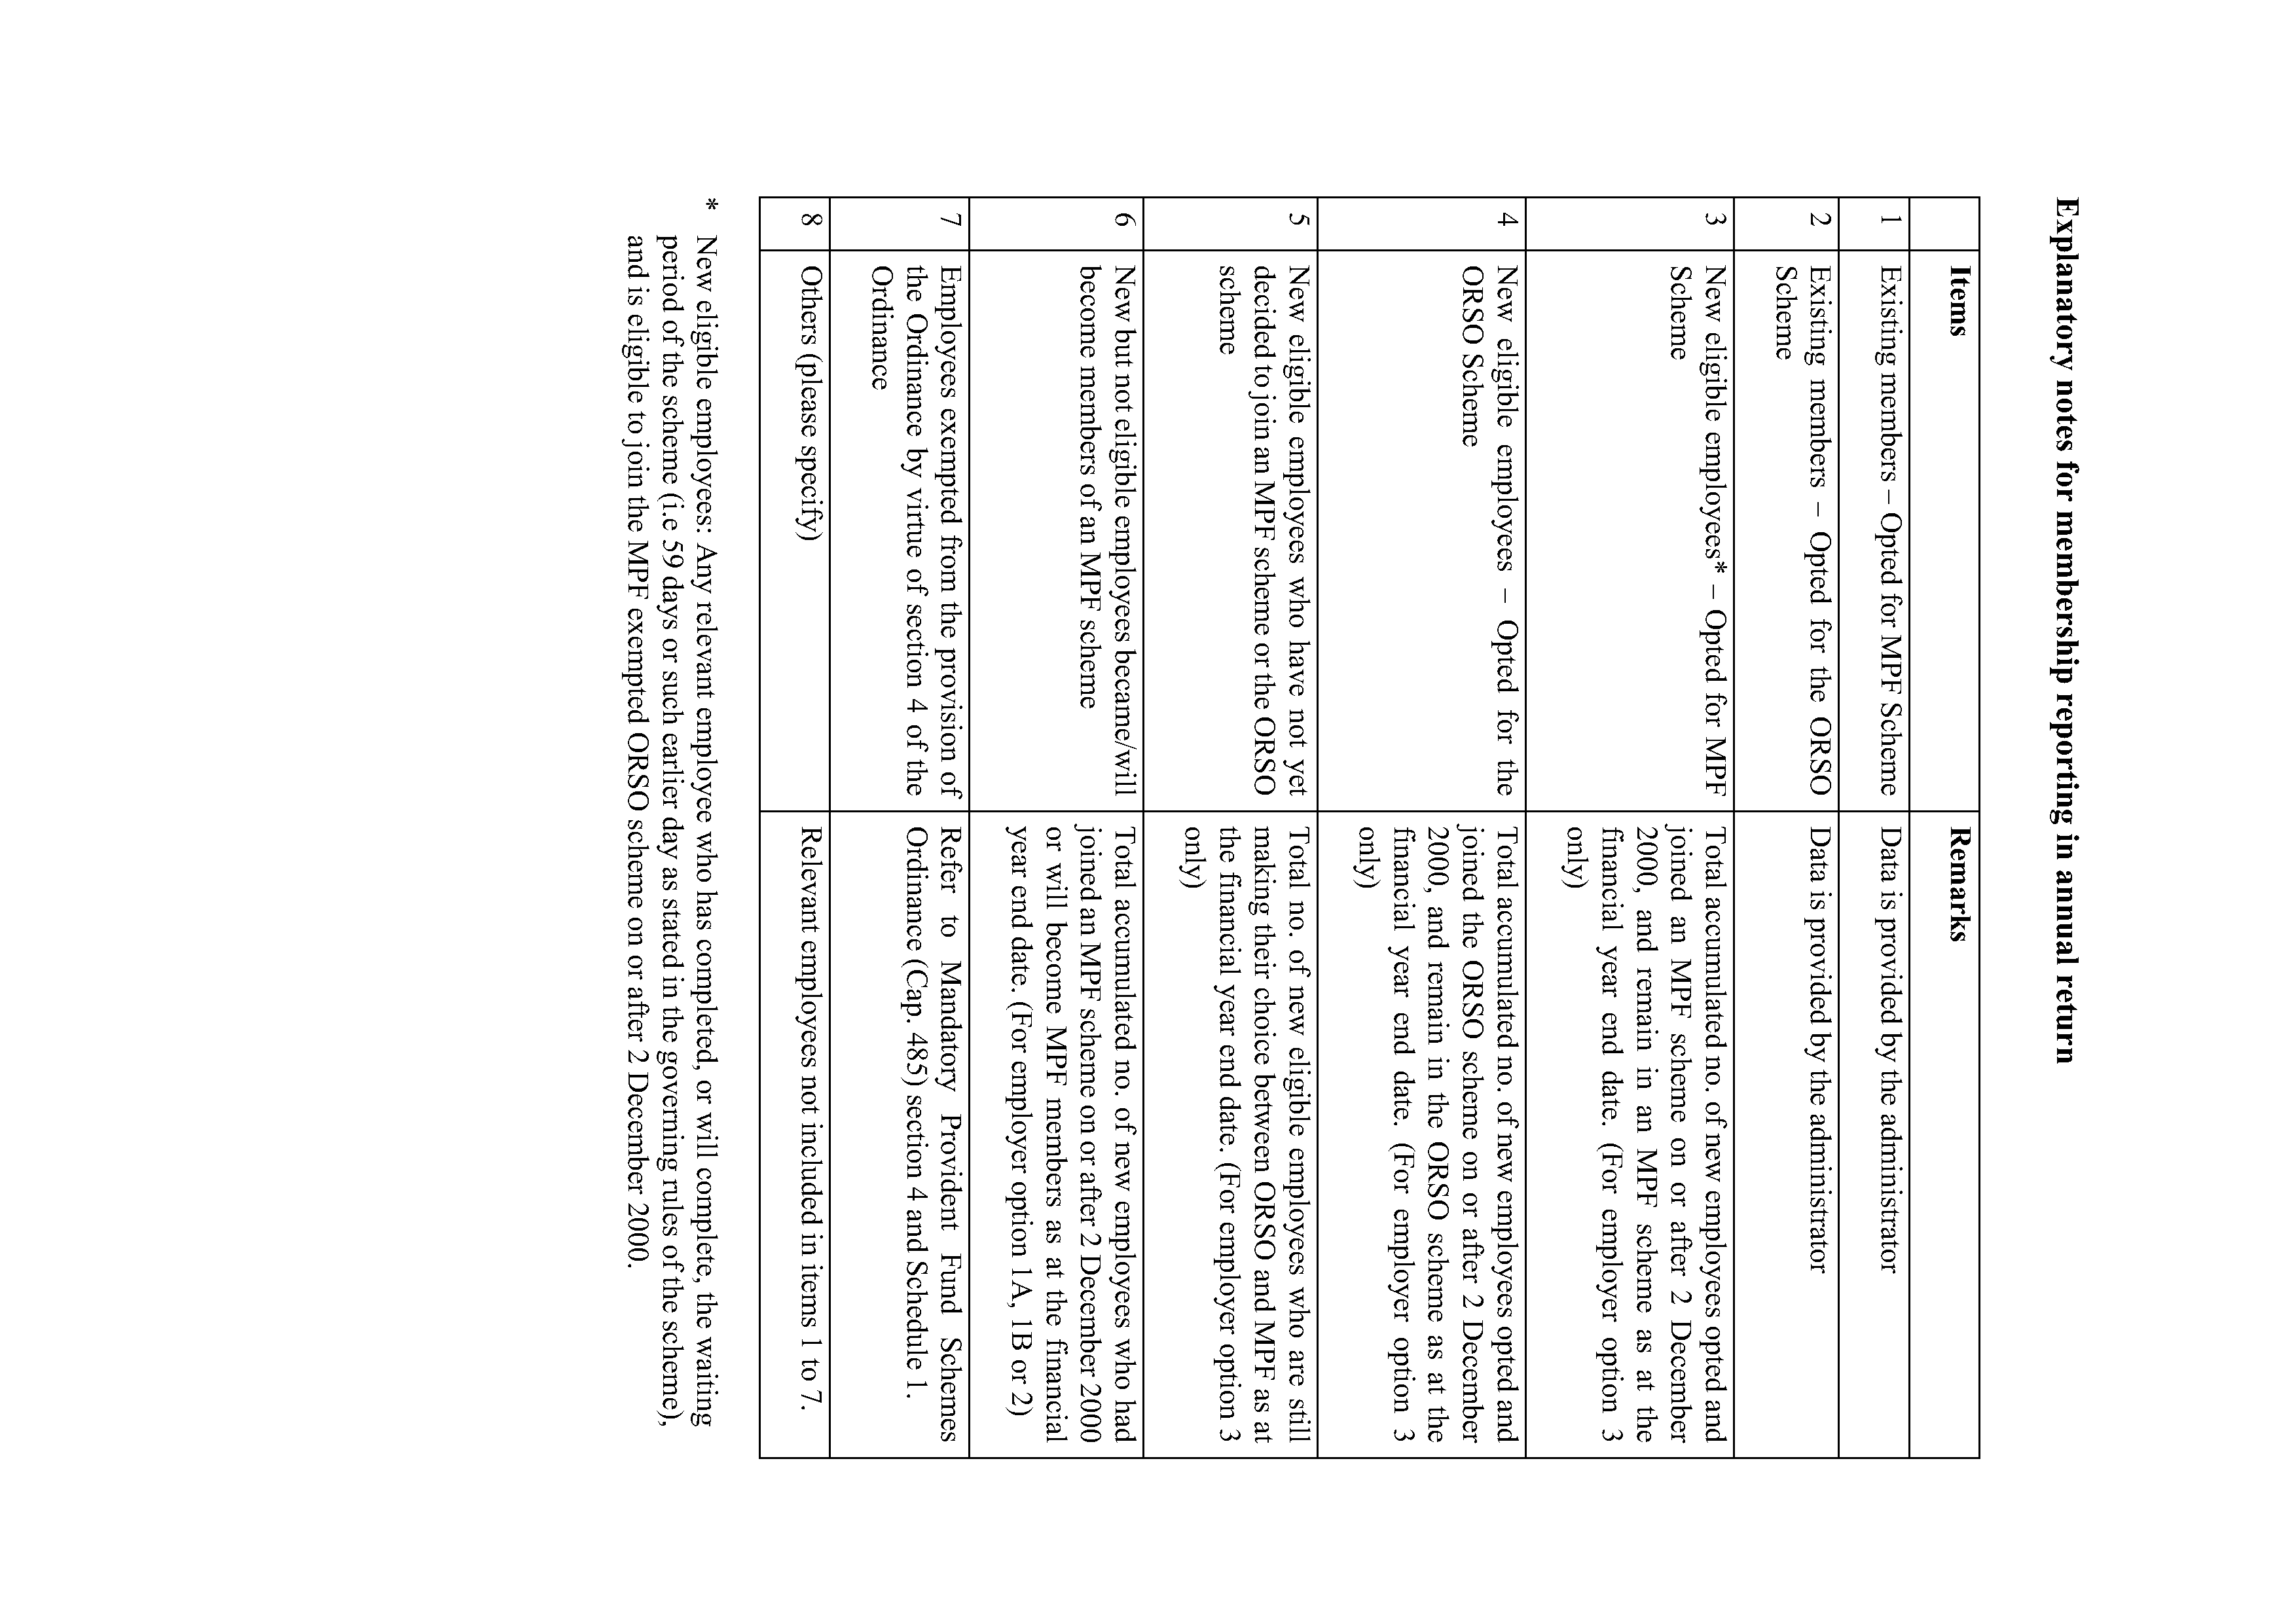 Explanatory notes for membership reporting in annual return
Items
Remarks
1
Existing members – Opted for MPF Scheme
Data is provided by the administrator
2
Existing members – Opted for the ORSO
Scheme
Data is provided by the administrator
3
New eligible employees* – Opted for MPF
Scheme
Total accumulated no. of new employees opted and
joined an MPF scheme on or after 2 December
2000, and remain in an MPF scheme as at the
financial year end date. (For employer option 3
only)
4
New eligible employees – Opted for the
ORSO Scheme
Total accumulated no. of new employees opted and
joined the ORSO scheme on or after 2 December
2000, and remain in the ORSO scheme as at the
financial year end date. (For employer option 3
only)
5
New eligible employees who have not yet
decided to join an MPF scheme or the ORSO
scheme
Total no. of new eligible employees who are still
making their choice between ORSO and MPF as at
the financial year end date. (For employer option 3
only)
6
New but not eligible employees became/will
become members of an MPF scheme
Total accumulated no. of new employees who had
joined an MPF scheme on or after 2 December 2000
or will become MPF members as at the financial
year end date. (For employer option 1A, 1B or 2)
7
Employees exempted from the provision of
the Ordinance by virtue of section 4 of the
Ordinance
Refer to Mandatory Provident Fund Schemes
Ordinance (Cap. 485) section 4 and Schedule 1.
8
Others (please specify)
Relevant employees not included in items 1 to 7.
* New eligible employees: Any relevant employee who has completed, or will complete, the waiting
period of the scheme (i.e 59 days or such earlier day as stated in the governing rules of the scheme),
and is eligible to join the MPF exempted ORSO scheme on or after 2 December 2000.